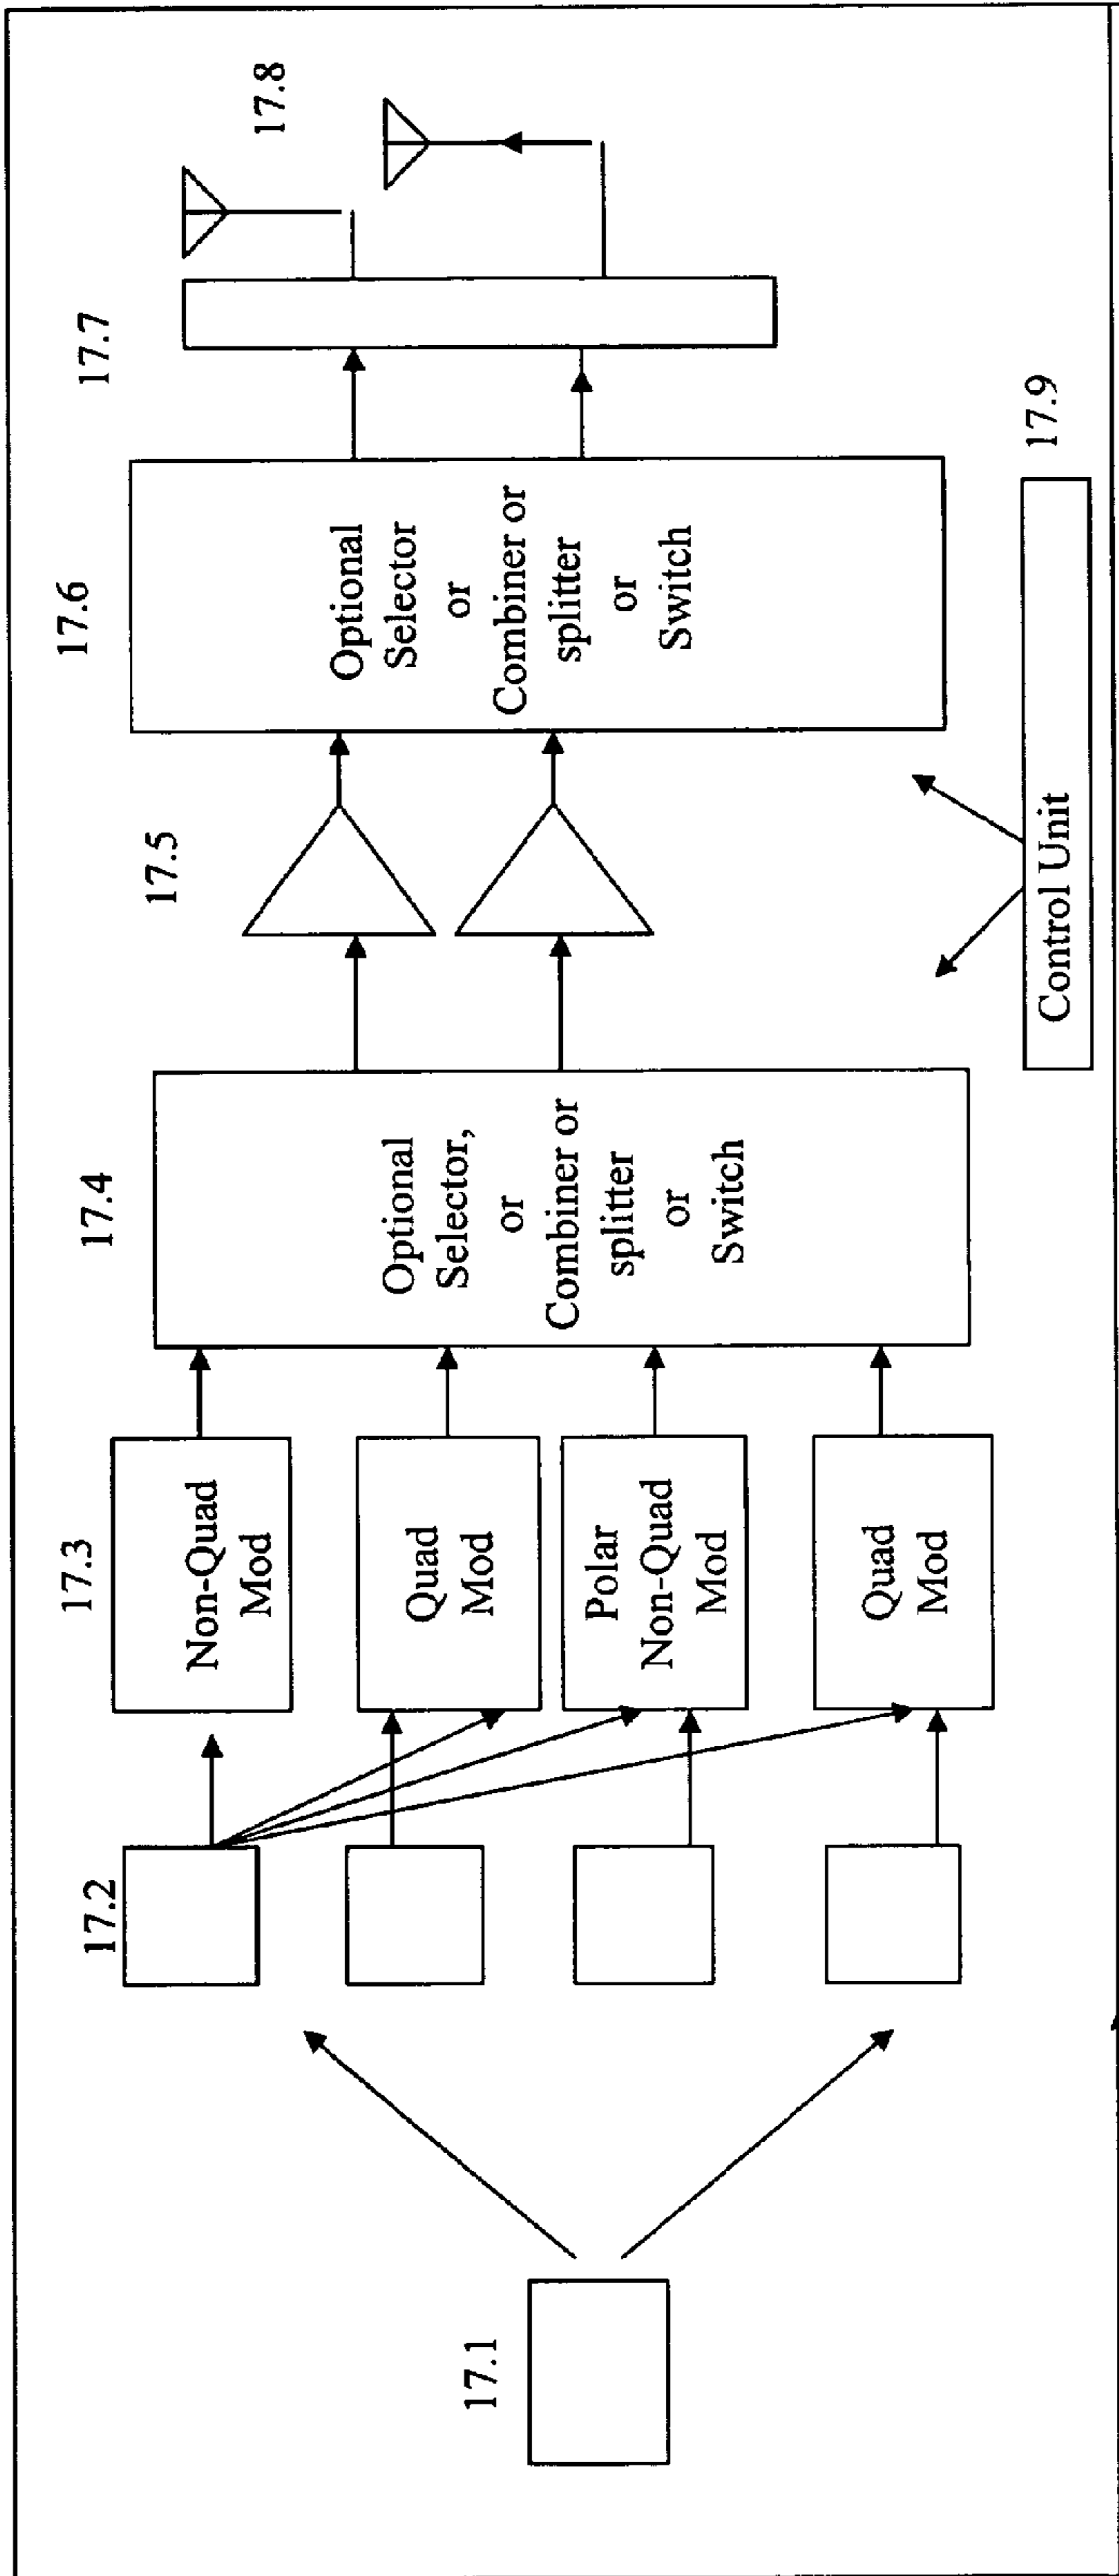 17.1
17.2
17.3
Non-Quad
Mod
Quad
Mod
Polar
Non-Quad
Mod
Quad
Mod
17.4
Optional
Selector,
or
Combiner or
splitter
or
Switch
17.5
17.6
Optional
Selector
or
Combiner or
splitter
or
Switch
17.7
17.8
Control Unit
17.9